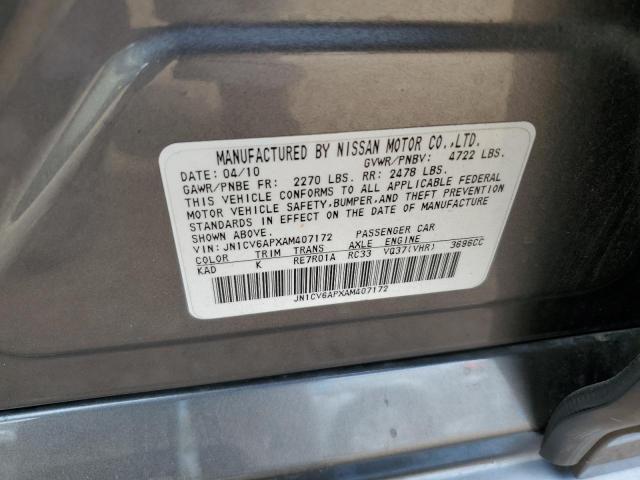 MANUFACTURED BY NISSAN MOTOR CO.,LTD.
DATE: 04/10 GVWR/PNBV: 4722 LBS.
GAWR/PNBE FR: 2270 LBS. RR: 2478 LBS.
THIS VEHICLE CONFORMS TO ALL APPLICABLE FEDERAL
MOTOR VEHICLE SAFETY, BUMPER, AND THEFT PREVENTION
STANDARDS IN EFFECT ON THE DATE OF MANUFACTURE
SHOWN ABOVE.
VIN: JN1CV6APXAM407172 PASSENGER CAR
COLOR TRIM TRANS AXLE ENGINE
KAD K RE7R01A RC33 VQ37(VHR) 3696CC
JN1CV6APXAM407172